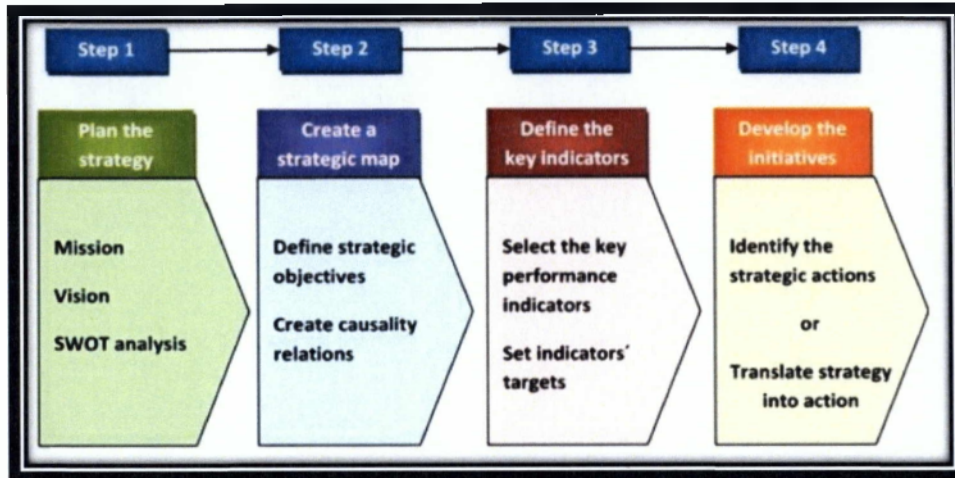 Step 1
Step 2
Step 3
Step 4
Plan the
strategy
Mission
Vision
SWOT analysis
Create a
strategic map
Define strategic
objectives
Create causality
relations
Define the
key indicators
Select the key
performance
indicators
Set indicators´
targets
Develop the
initiatives
Identify the
strategic actions
or
Translate strategy
into action